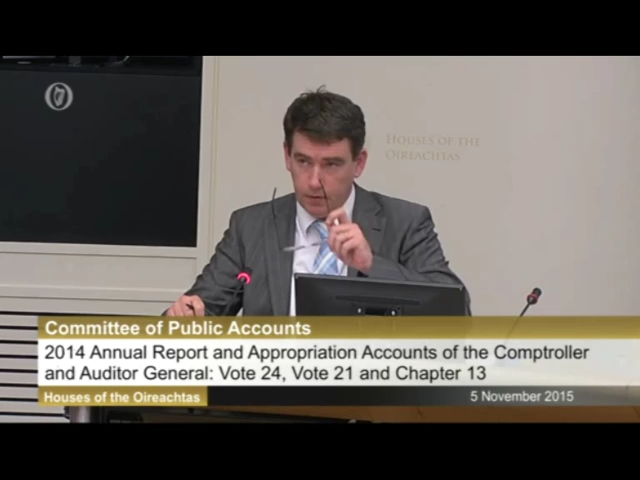 HOUSES OF THE
OIREACHTAS
Committee of Public Accounts
2014 Annual Report and Appropriation Accounts of the Comptroller
and Auditor General: Vote 24, Vote 21 and Chapter 13
Houses of the Oireachtas
5 November 2015